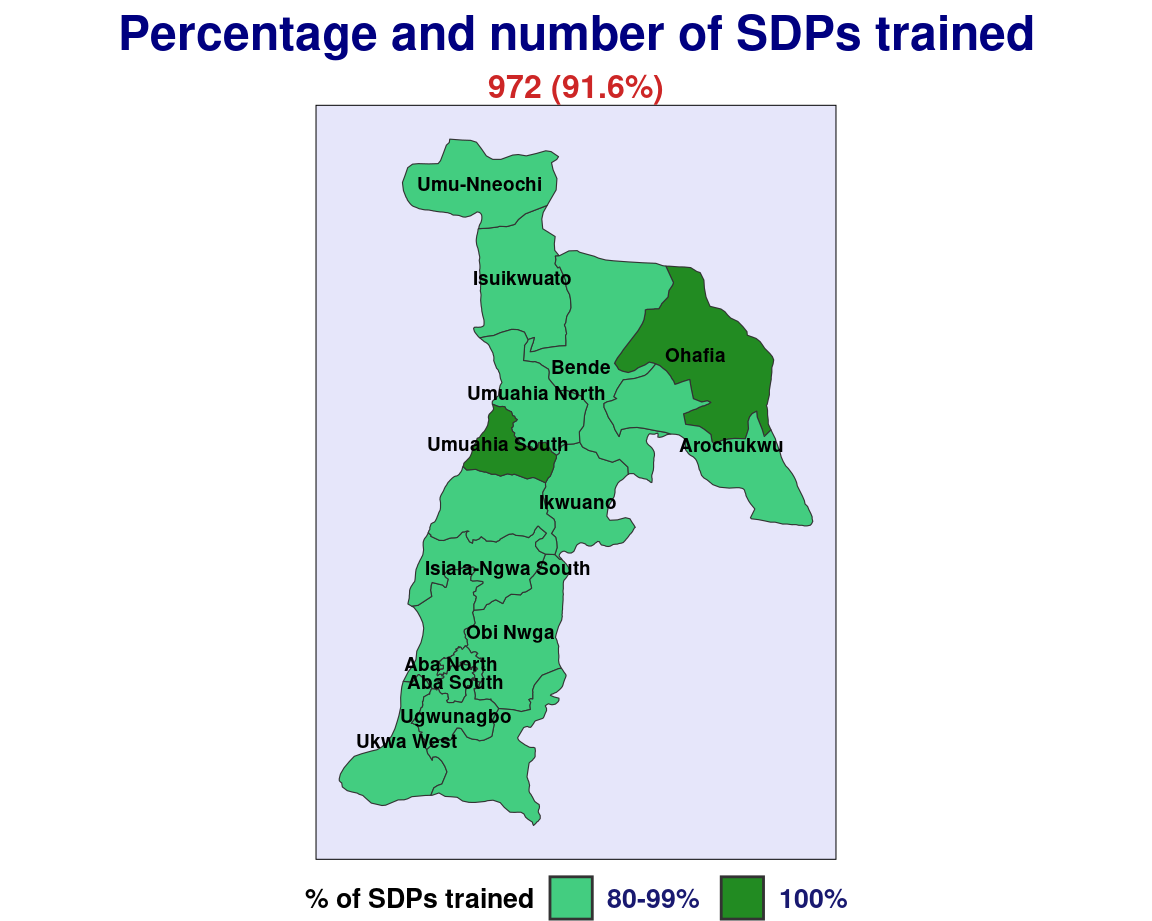 Percentage and number of SDPs trained
972 (91.6%)
Umu-Nneochi
Isuikwuato
Ohafia
Bende
Umuahia North
Umuahia South
Arochukwu
Ikwuano
Isiala-Ngwa South
Obi Nwga
Aba North
Aba South
Ugwunagbo
Ukwa West
% of SDPs trained 80-99% 100%